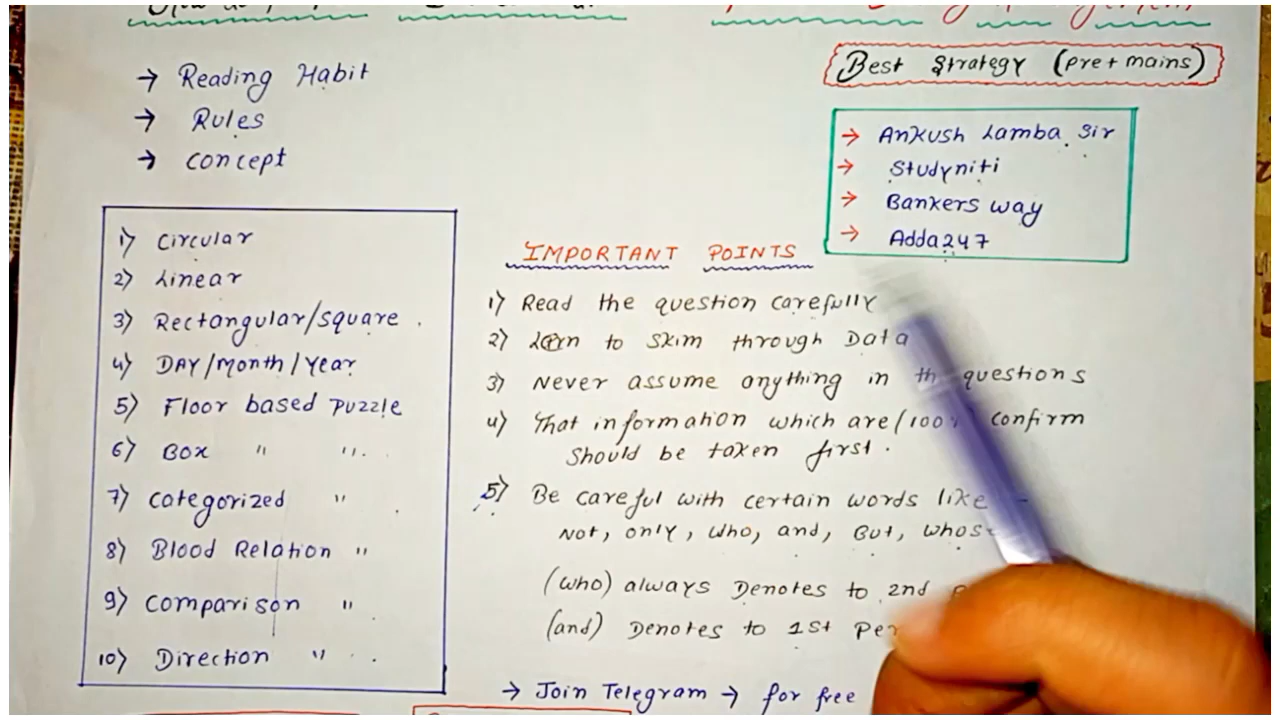 → Reading Habit
→ Rules
→ concept
Best Strategy (pre+mains)
→ Ankush Lamba Sir
→ Studyniti
→ Bankers way
→ Adda247
1) Circular
2) Linear
3) Rectangular/square
4) DAY/month/Year
5) Floor based puzzle
6) Box " "
7) Categorized "
8) Blood Relation "
9) Comparison "
10) Direction "
IMPORTANT POINTS
1) Read the question carefully
2) to skim through Data
3) Never assume anything in th questions
4) That information which are/100% confirm
should be taken first.
5) Be careful with certain words like -
Not, only, who, and, But,
(who) always Denotes to 2nd
(and) Denotes to 1st
→ Join Telegram → for free